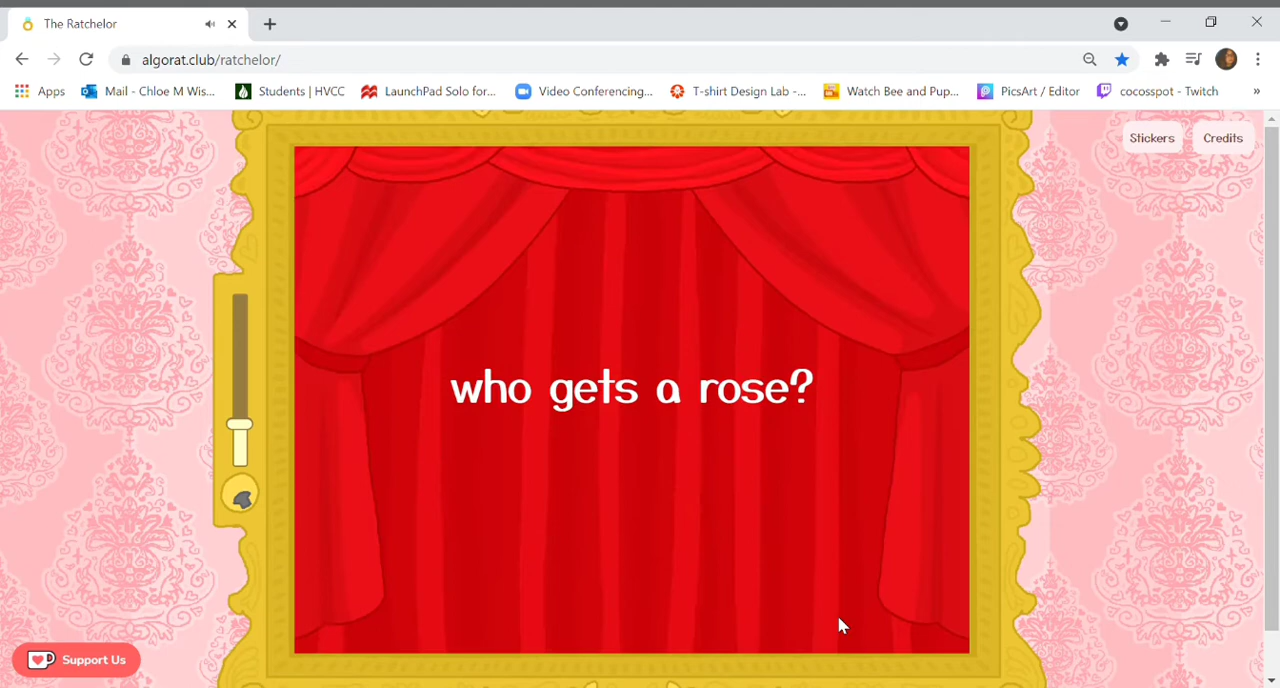 The Ratchelor
algorat.club/ratchelor/
Apps
Mail - Chloe M Wis...
Students | HVCC
LaunchPad Solo for...
Video Conferencing...
T-shirt Design Lab -...
Watch Bee and Pup...
PicsArt / Editor
cocosspot - Twitch
»
Stickers
Credits
who gets a rose?
Support Us